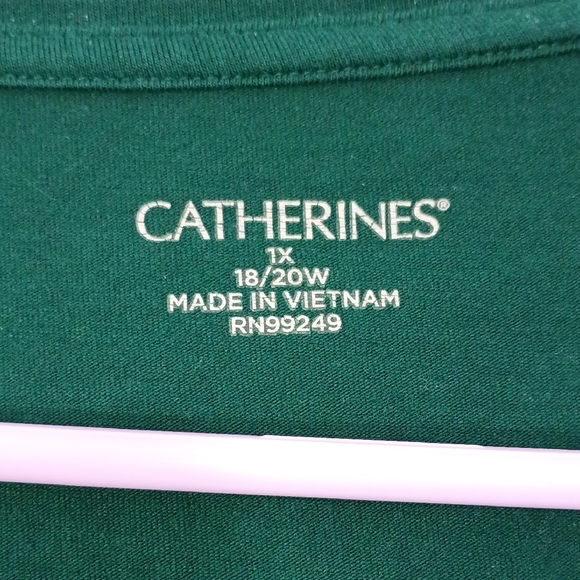 CATHERINES®
1X
18/20W
MADE IN VIETNAM
RN99249